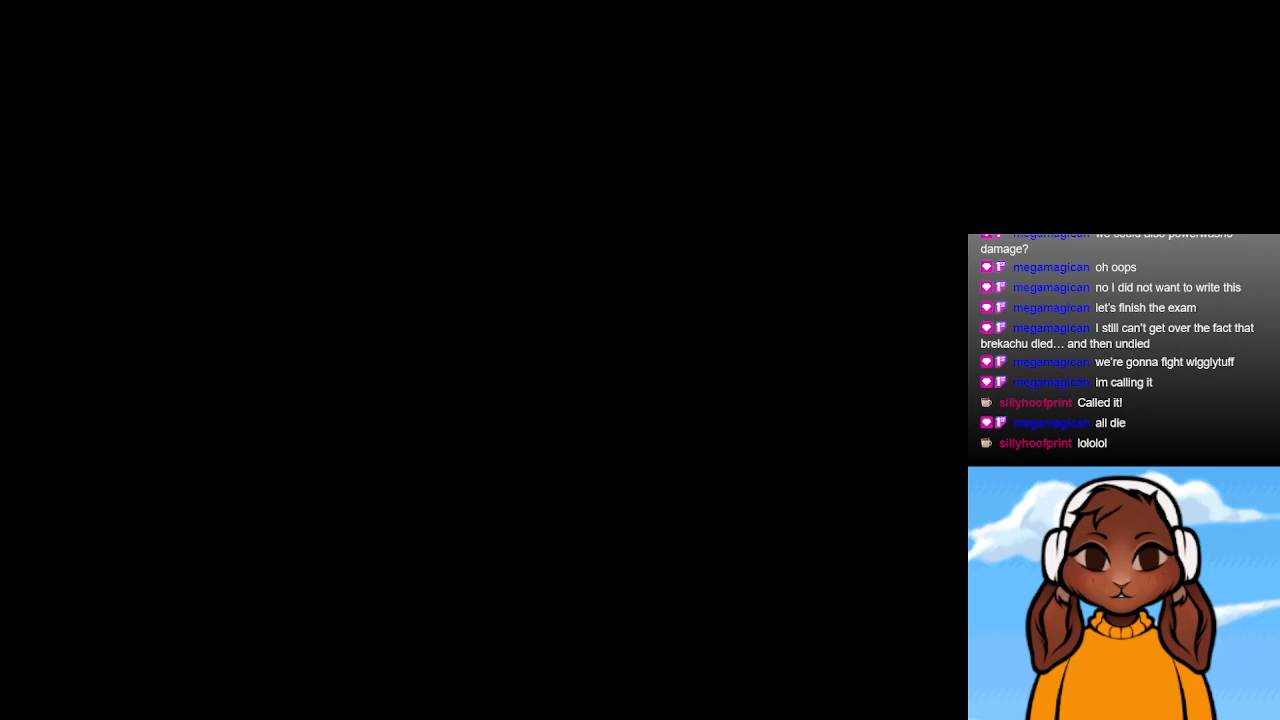 damage?
megamagican oh oops
megamagican no I did not want to write this
megamagican let's finish the exam
megamagican I still can't get over the fact that
brekachu died... and then undied
megamagican we're gonna fight wigglytuff
megamagican im calling it
sillyhoofprint Called it!
megamagican all die
sillyhoofprint lololol